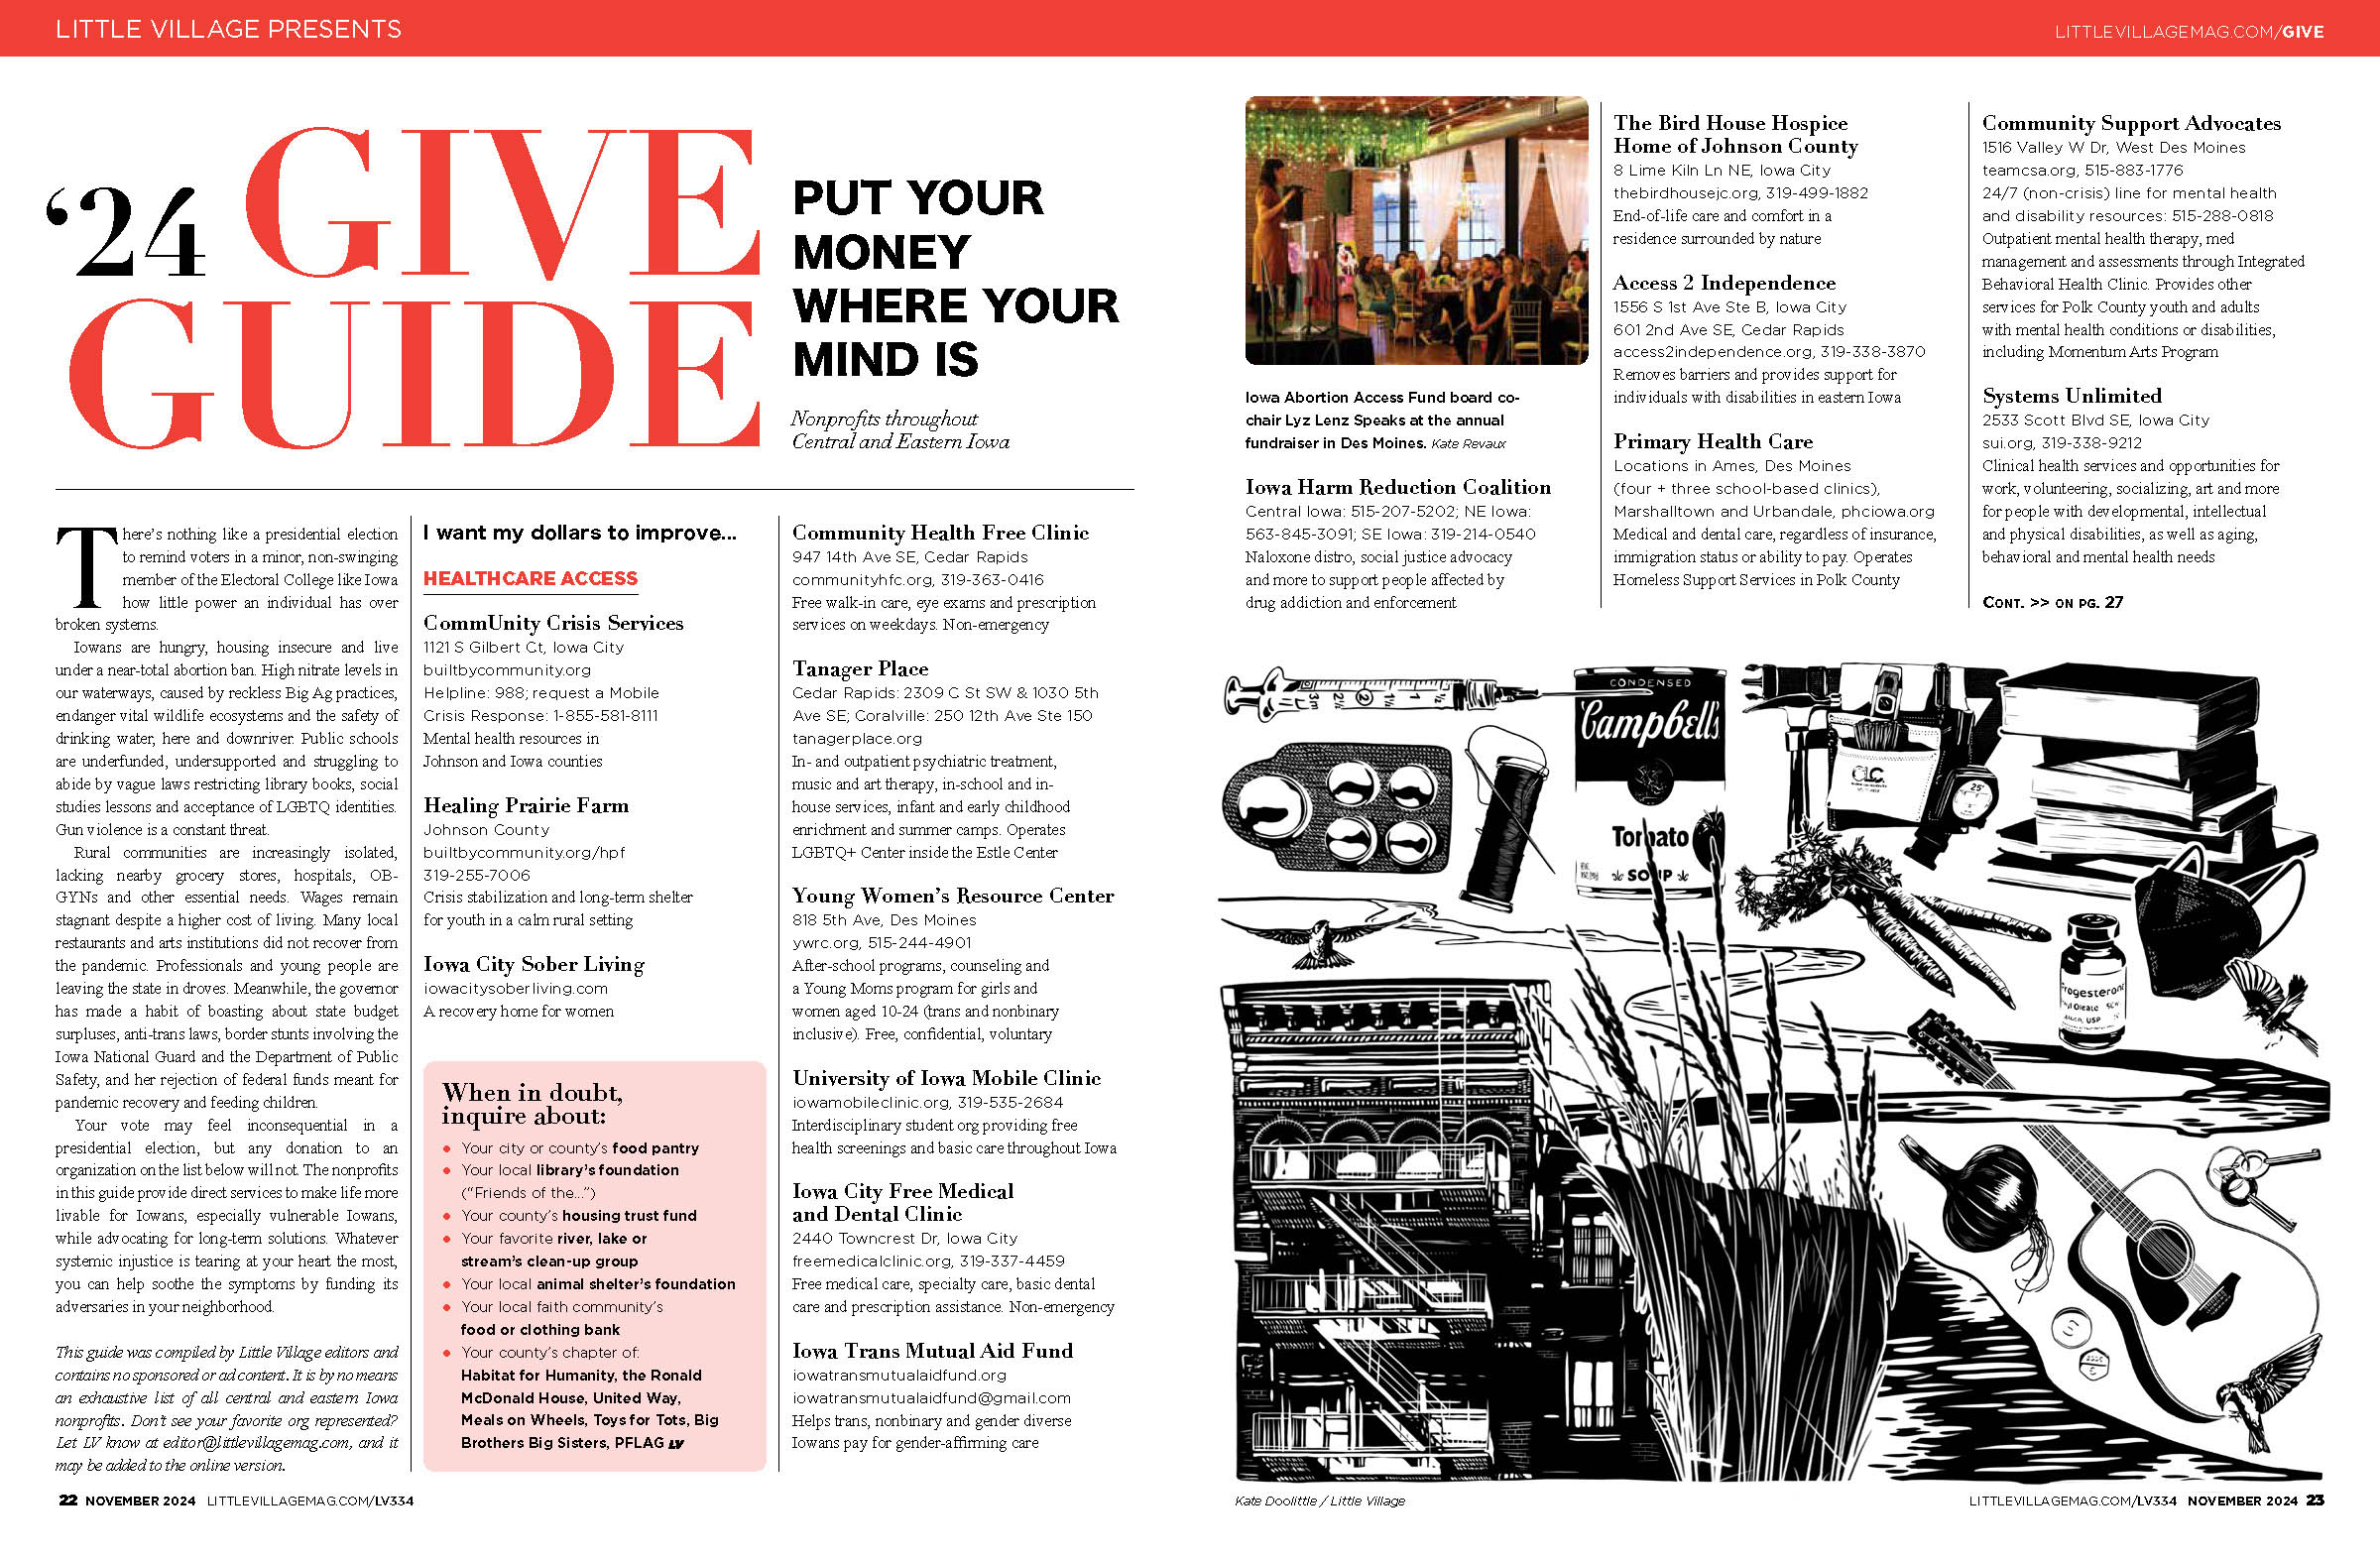 LITTLE VILLAGE PRESENTS
LITTLEVILLAGEMAG.COM/GIVE
‘24 GIVE
GUIDE
PUT YOUR
MONEY
WHERE YOUR
MIND IS
Nonprofits throughout
Central and Eastern Iowa
There’s nothing like a presidential election
to remind voters in a minor, non-swinging
member of the Electoral College like Iowa
how little power an individual has over
broken systems.
Iowans are hungry, housing insecure and live
under a near-total abortion ban. High nitrate levels in
our waterways, caused by reckless Big Ag practices,
endanger vital wildlife ecosystems and the safety of
drinking water, here and downriver. Public schools
are underfunded, undersupported and struggling to
abide by vague laws restricting library books, social
studies lessons and acceptance of LGBTQ identities.
Gun violence is a constant threat.
Rural communities are increasingly isolated,
lacking nearby grocery stores, hospitals, OB-
GYNs and other essential needs. Wages remain
stagnant despite a higher cost of living. Many local
restaurants and arts institutions did not recover from
the pandemic. Professionals and young people are
leaving the state in droves. Meanwhile, the governor
has made a habit of boasting about state budget
surpluses, anti-trans laws, border stunts involving the
Iowa National Guard and the Department of Public
Safety, and her rejection of federal funds meant for
pandemic recovery and feeding children.
Your vote may feel inconsequential in a
presidential election, but any donation to an
organization on the list below will not. The nonprofits
in this guide provide direct services to make life more
livable for Iowans, especially vulnerable Iowans,
while advocating for long-term solutions. Whatever
systemic injustice is tearing at your heart the most,
you can help soothe the symptoms by funding its
adversaries in your neighborhood.
This guide was compiled by Little Village editors and
contains no sponsored or ad content. It is by no means
an exhaustive list of all central and eastern Iowa
nonprofits. Don’t see your favorite org represented?
Let LV know at editor@littlevillagemag.com, and it
may be added to the online version.
I want my dollars to improve...
HEALTHCARE ACCESS
CommUnity Crisis Services
1121 S Gilbert Ct, Iowa City
builtbycommunity.org
Helpline: 988; request a Mobile
Crisis Response: 1-855-581-8111
Mental health resources in
Johnson and Iowa counties
Healing Prairie Farm
Johnson County
builtbycommunity.org/hpf
319-255-7006
Crisis stabilization and long-term shelter
for youth in a calm rural setting
Iowa City Sober Living
iowacitysoberliving.com
A recovery home for women
When in doubt,
inquire about:
• Your city or county’s food pantry
• Your local library’s foundation
(“Friends of the...”)
• Your county’s housing trust fund
• Your favorite river, lake or
stream’s clean-up group
• Your local animal shelter’s foundation
• Your local faith community’s
food or clothing bank
• Your county’s chapter of:
Habitat for Humanity, the Ronald
McDonald House, United Way,
Meals on Wheels, Toys for Tots, Big
Brothers Big Sisters, PFLAG LV
Community Health Free Clinic
947 14th Ave SE, Cedar Rapids
communityhfc.org, 319-363-0416
Free walk-in care, eye exams and prescription
services on weekdays. Non-emergency
Tanager Place
Cedar Rapids: 2309 C St SW & 1030 5th
Ave SE; Coralville: 250 12th Ave Ste 150
tanagerplace.org
In- and outpatient psychiatric treatment,
music and art therapy, in-school and in-
house services, infant and early childhood
enrichment and summer camps. Operates
LGBTQ+ Center inside the Estle Center
Young Women’s Resource Center
818 5th Ave, Des Moines
ywrc.org, 515-244-4901
After-school programs, counseling and
a Young Moms program for girls and
women aged 10-24 (trans and nonbinary
inclusive). Free, confidential, voluntary
University of Iowa Mobile Clinic
iowamobileclinic.org, 319-535-2684
Interdisciplinary student org providing free
health screenings and basic care throughout Iowa
Iowa City Free Medical
and Dental Clinic
2440 Towncrest Dr, Iowa City
freemedicalclinic.org, 319-337-4459
Free medical care, specialty care, basic dental
care and prescription assistance. Non-emergency
Iowa Trans Mutual Aid Fund
iowatransmutualaidfund.org
iowatransmutualaidfund@gmail.com
Helps trans, nonbinary and gender diverse
Iowans pay for gender-affirming care
22 NOVEMBER 2024 LITTLEVILLAGEMAG.COM/LV334
Iowa Abortion Access Fund board co-
chair Lyz Lenz Speaks at the annual
fundraiser in Des Moines. Kate Revaux
Iowa Harm Reduction Coalition
Central Iowa: 515-207-5202; NE Iowa:
563-845-3091; SE Iowa: 319-214-0540
Naloxone distro, social justice advocacy
and more to support people affected by
drug addiction and enforcement
The Bird House Hospice
Home of Johnson County
8 Lime Kiln Ln NE, Iowa City
thebirdhousejc.org, 319-499-1882
End-of-life care and comfort in a
residence surrounded by nature
Access 2 Independence
1556 S 1st Ave Ste B, Iowa City
601 2nd Ave SE, Cedar Rapids
access2independence.org, 319-338-3870
Removes barriers and provides support for
individuals with disabilities in eastern Iowa
Primary Health Care
Locations in Ames, Des Moines
(four + three school-based clinics),
Marshalltown and Urbandale, phciowa.org
Medical and dental care, regardless of insurance,
immigration status or ability to pay. Operates
Homeless Support Services in Polk County
Community Support Advocates
1516 Valley W Dr, West Des Moines
teamcsa.org, 515-883-1776
24/7 (non-crisis) line for mental health
and disability resources: 515-288-0818
Outpatient mental health therapy, med
management and assessments through Integrated
Behavioral Health Clinic. Provides other
services for Polk County youth and adults
with mental health conditions or disabilities,
including Momentum Arts Program
Systems Unlimited
2533 Scott Blvd SE, Iowa City
sui.org, 319-338-9212
Clinical health services and opportunities for
work, volunteering, socializing, art and more
for people with developmental, intellectual
and physical disabilities, as well as aging,
behavioral and mental health needs
CONT. >> ON PG. 27
CONDENSED
Campbell's
Tomato
SOUP
CLC
25'
Progesterone
USP
Kate Doolittle / Little Village
LITTLEVILLAGEMAG.COM/LV334 NOVEMBER 2024 23